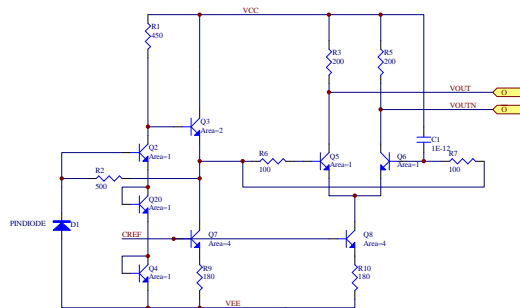 VCC
R1
450
R3
200
R5
200
VOUT
O
VOUTN
O
Q3
Area=2
C1
1E-12
Q2
Area=1
R6
100
Q5
Area=1
Q6
Area=1
R7
100
R2
500
Q20
Area=1
PINDIODE
D1
CREF
Q7
Area=4
Q8
Area=4
Q4
Area=1
R9
180
R10
180
VEE